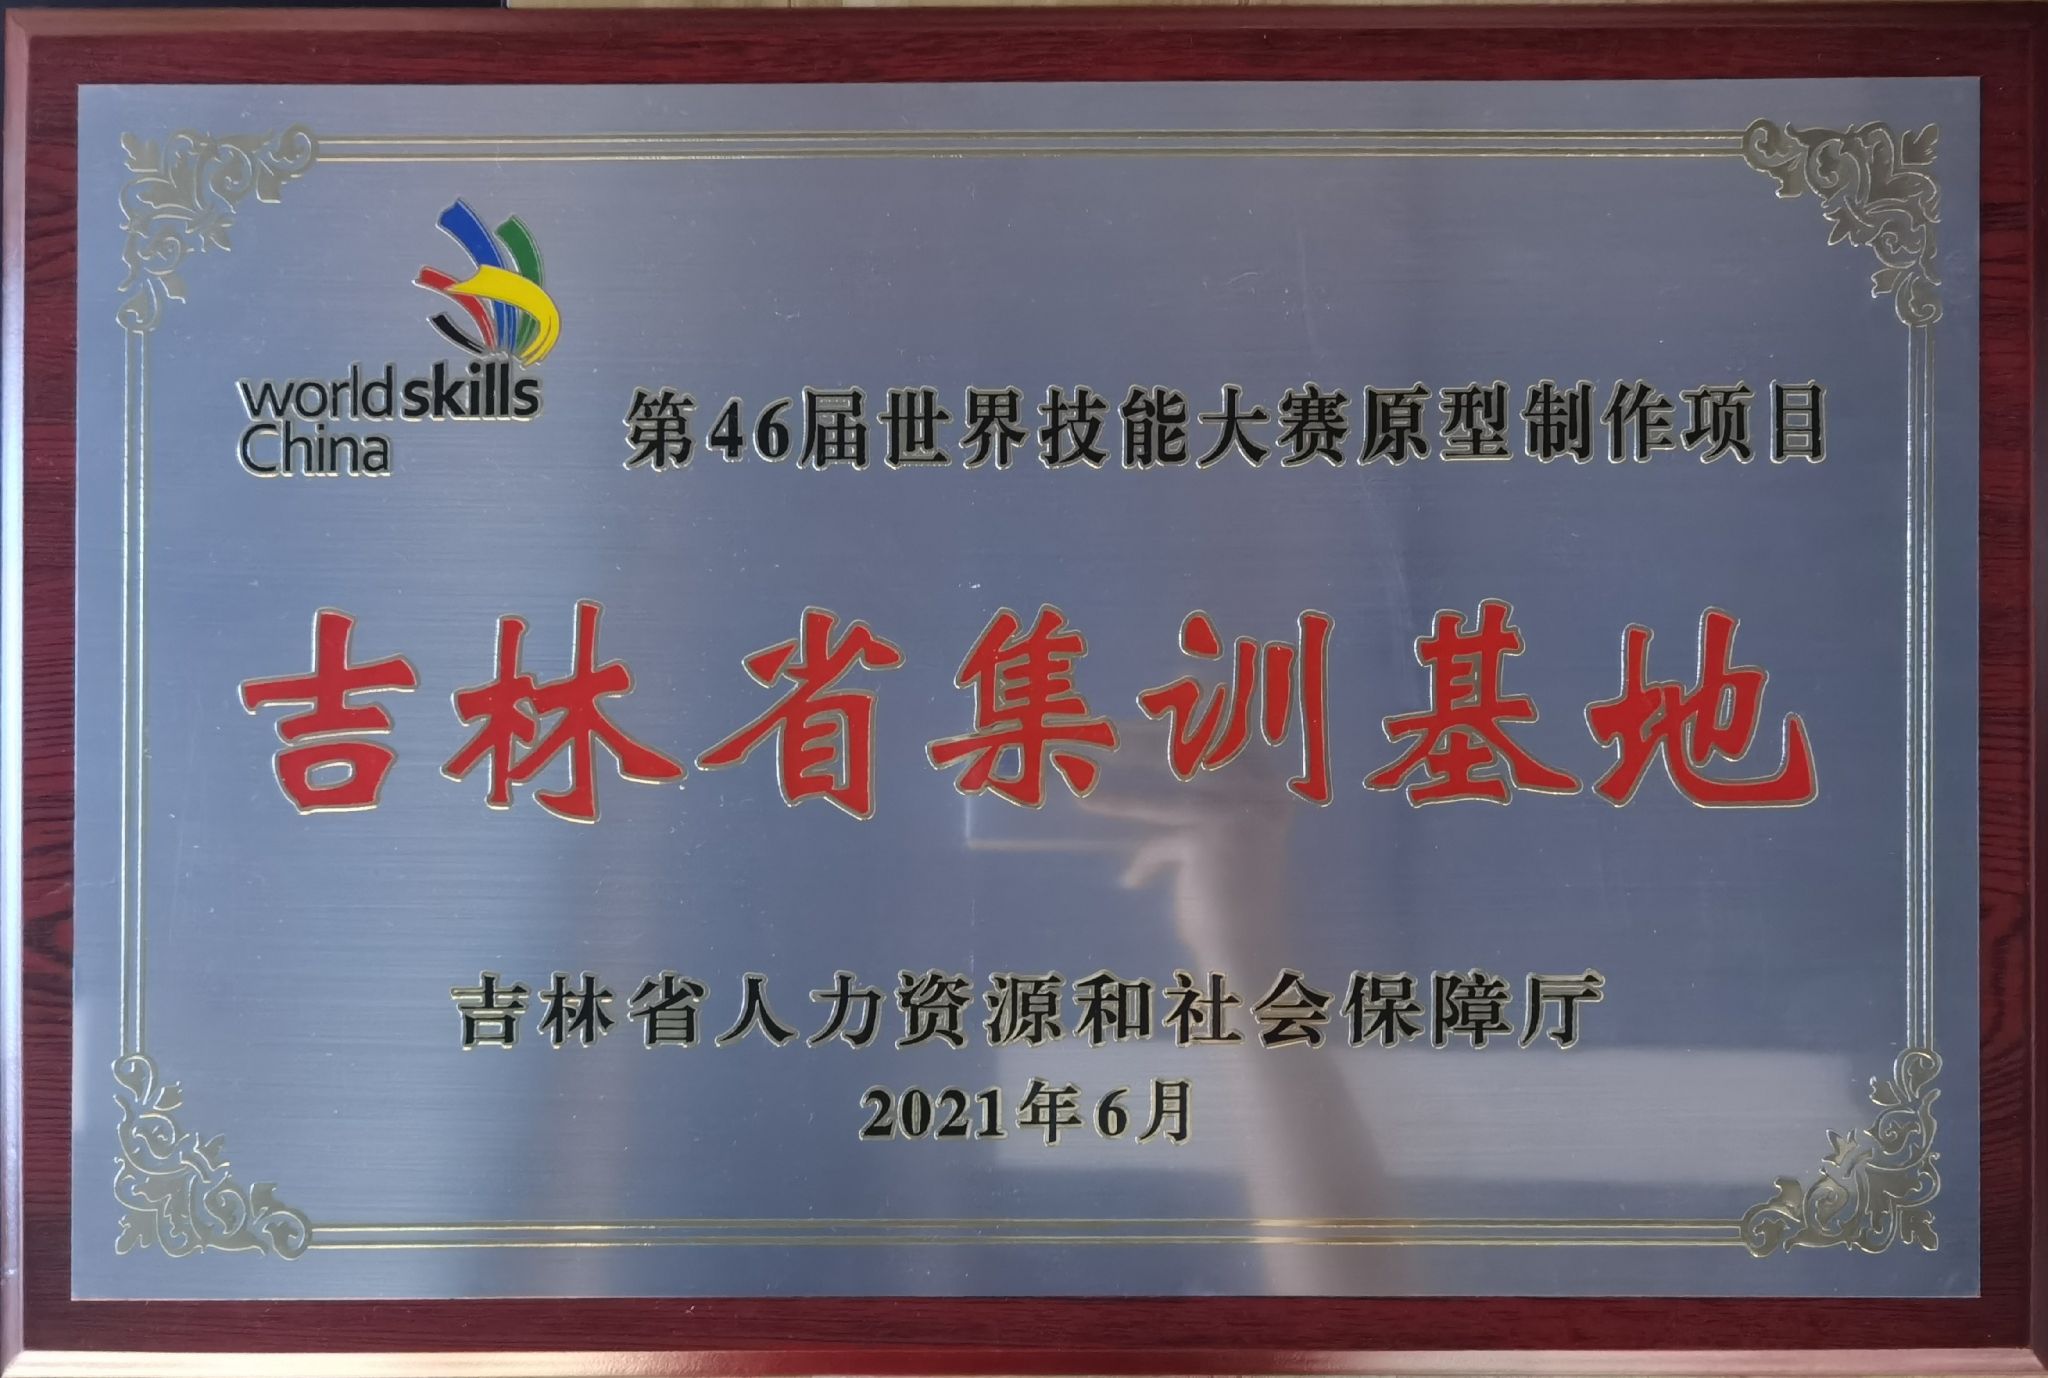 worldskills
China
第46届世界技能大赛原型制作项目
吉林省集训基地
吉林省人力资源和社会保障厅
2021年6月